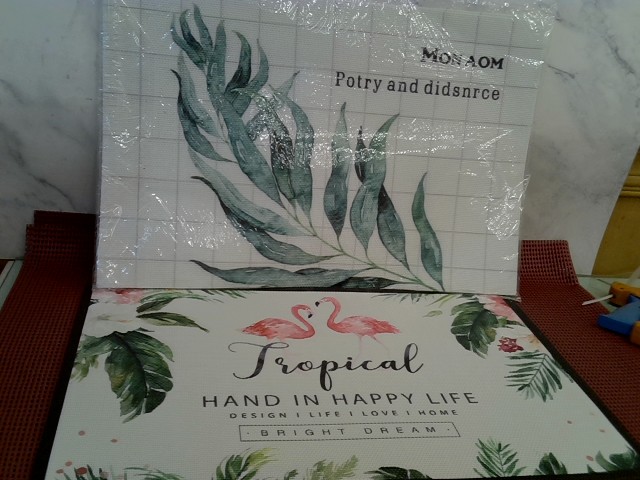 MONAOM
Potry and didsnrce
Tropical
HAND IN HAPPY LIFE
DESIGN I LIFE I LOVE I HOME
· BRIGHT DREAM ·